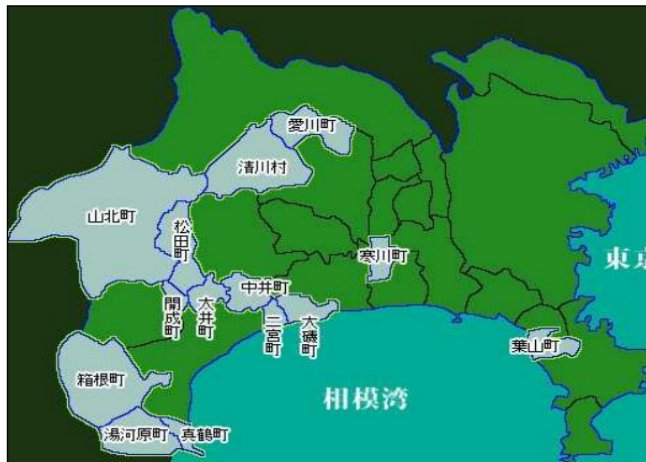 愛川町
清川村
山北町
松田町
寒川町
東京
中井町
開成町
大井町
二宮町
大磯町
葉山町
箱根町
相模湾
湯河原町
真鶴町